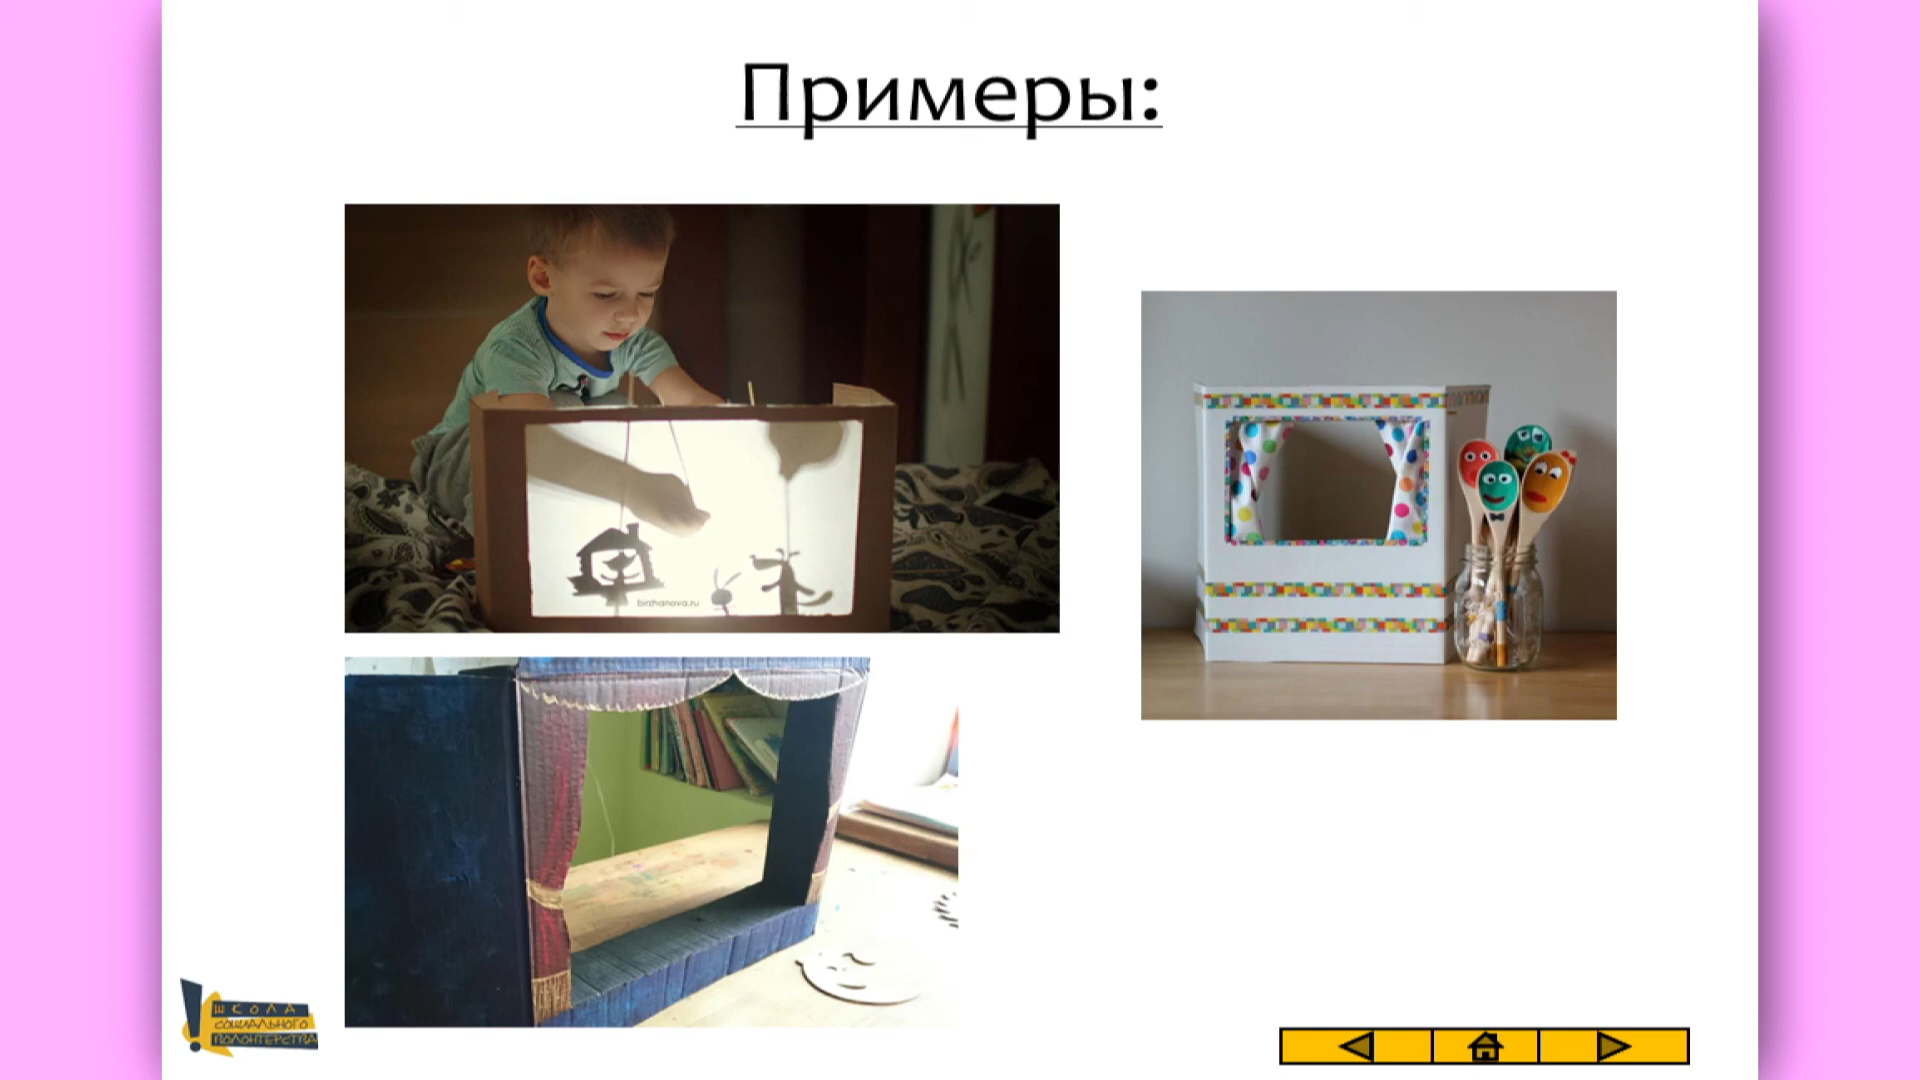 Примеры:
birzhanova.ru
ШКОЛА
СОЦИАЛЬНОГО
ВОЛОНТЕРСТВА